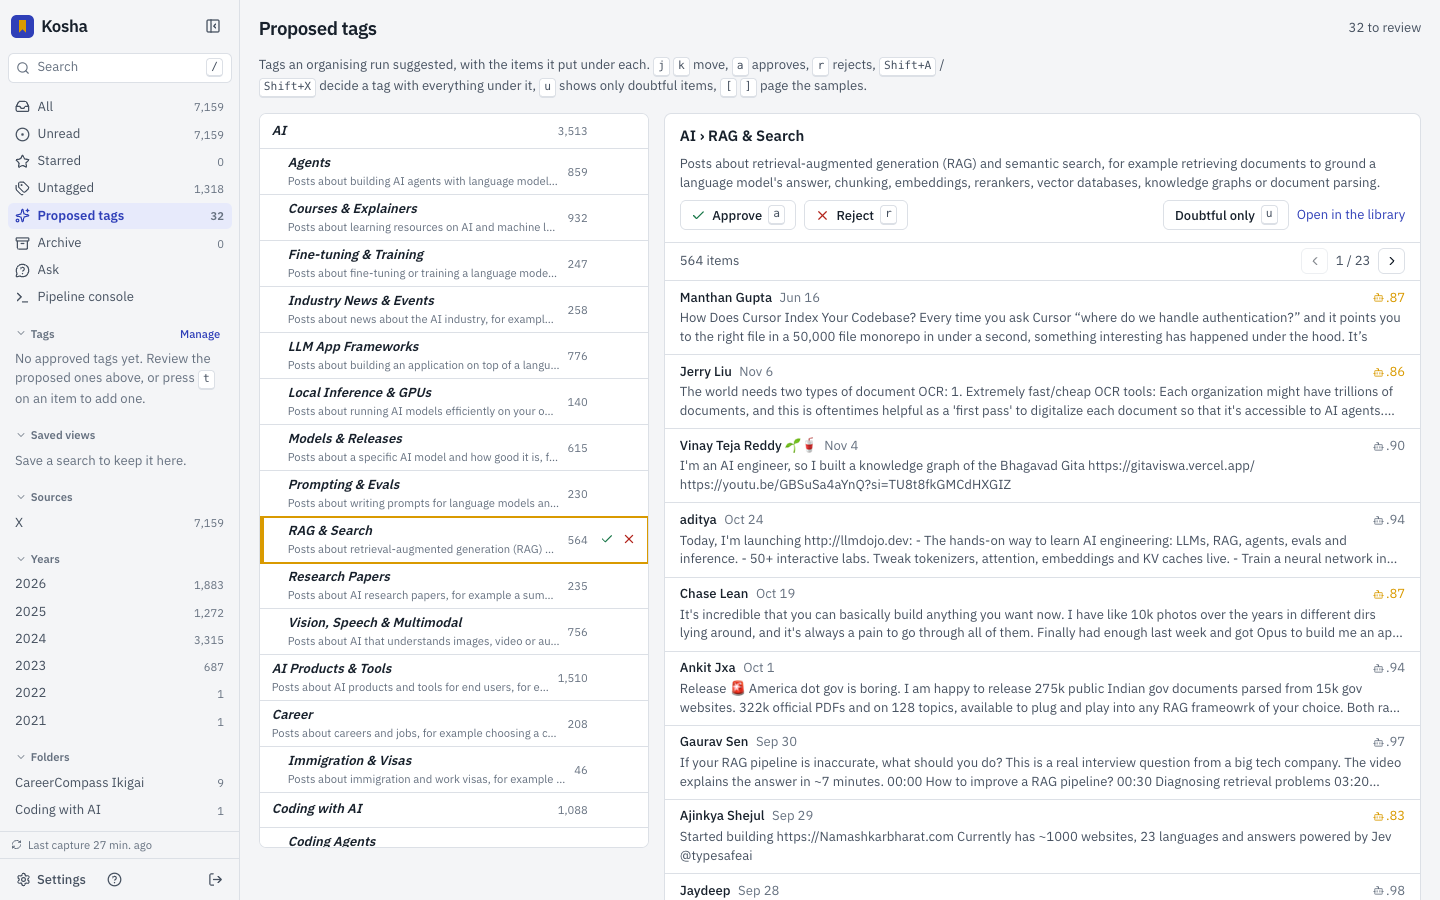 Kosha
Search /
All 7,159
Unread 7,159
Starred 0
Untagged 1,318
Proposed tags 32
Archive 0
Ask
Pipeline console
Tags Manage
No approved tags yet. Review the
proposed ones above, or press t
on an item to add one.
Saved views
Save a search to keep it here.
Sources
X 7,159
Years
2026 1,883
2025 1,272
2024 3,315
2023 687
2022 1
2021 1
Folders
CareerCompass Ikigai 9
Coding with AI 1
Last capture 27 min. ago
Settings
Proposed tags
32 to review
Tags an organising run suggested, with the items it put under each. j k move, a approves, r rejects, Shift+A /
Shift+X decide a tag with everything under it, u shows only doubtful items, [ ] page the samples.
AI 3,513
Agents
Posts about building AI agents with language model… 859
Courses & Explainers
Posts about learning resources on AI and machine l… 932
Fine-tuning & Training
Posts about fine-tuning or training a language mode… 247
Industry News & Events
Posts about news about the AI industry, for exampl… 258
LLM App Frameworks
Posts about building an application on top of a langu… 776
Local Inference & GPUs
Posts about running AI models efficiently on your o… 140
Models & Releases
Posts about a specific AI model and how good it is, f… 615
Prompting & Evals
Posts about writing prompts for language models an… 230
RAG & Search
Posts about retrieval-augmented generation (RAG) … 564
Research Papers
Posts about AI research papers, for example a sum… 235
Vision, Speech & Multimodal
Posts about AI that understands images, video or au… 756
AI Products & Tools
Posts about AI products and tools for end users, for e… 1,510
Career
Posts about careers and jobs, for example choosing a c… 208
Immigration & Visas
Posts about immigration and work visas, for example … 46
Coding with AI 1,088
Coding Agents
AI › RAG & Search
Posts about retrieval-augmented generation (RAG) and semantic search, for example retrieving documents to ground a
language model's answer, chunking, embeddings, rerankers, vector databases, knowledge graphs or document parsing.
Approve a Reject r Doubtful only u Open in the library
564 items 1 / 23
Manthan Gupta Jun 16 .87
How Does Cursor Index Your Codebase? Every time you ask Cursor “where do we handle authentication?” and it points you
to the right file in a 50,000 file monorepo in under a second, something interesting has happened under the hood. It’s
Jerry Liu Nov 6 .86
The world needs two types of document OCR: 1. Extremely fast/cheap OCR tools: Each organization might have trillions of
documents, and this is oftentimes helpful as a 'first pass' to digitalize each document so that it's accessible to AI agents.…
Vinay Teja Reddy 🌱🧋 Nov 4 .90
I'm an AI engineer, so I built a knowledge graph of the Bhagavad Gita https://gitaviswa.vercel.app/
https://youtu.be/GBSuSa4aYnQ?si=TU8t8fkGMCdHXGIZ
aditya Oct 24 .94
Today, I'm launching http://llmdojo.dev: - The hands-on way to learn AI engineering: LLMs, RAG, agents, evals and
inference. - 50+ interactive labs. Tweak tokenizers, attention, embeddings and KV caches live. - Train a neural network in…
Chase Lean Oct 19 .87
It's incredible that you can basically build anything you want now. I have like 10k photos over the years in different dirs
lying around, and it's always a pain to go through all of them. Finally had enough last week and got Opus to build me an ap…
Ankit Jxa Oct 1 .94
Release 🚨 America dot gov is boring. I am happy to release 275k public Indian gov documents parsed from 15k gov
websites. 322k official PDFs and on 128 topics, available to plug and play into any RAG frameowrk of your choice. Both ra…
Gaurav Sen Sep 30 .97
If your RAG pipeline is inaccurate, what should you do? This is a real interview question from a big tech company. The video
explains the answer in ~7 minutes. 00:00 How to improve a RAG pipeline? 00:30 Diagnosing retrieval problems 03:20…
Ajinkya Shejul Sep 29 .83
Started building https://Namashkarbharat.com Currently has ~1000 websites, 23 languages and answers powered by Jev
@typesafeai
Jaydeep Sep 28 .98